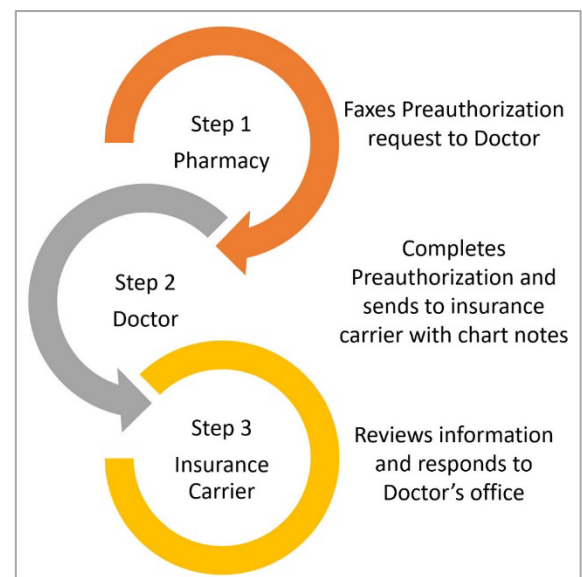 Step 1
Pharmacy
Faxes Preauthorization
request to Doctor
Step 2
Doctor
Completes
Preauthorization and
sends to insurance
carrier with chart notes
Step 3
Insurance
Carrier
Reviews information
and responds to
Doctor's office